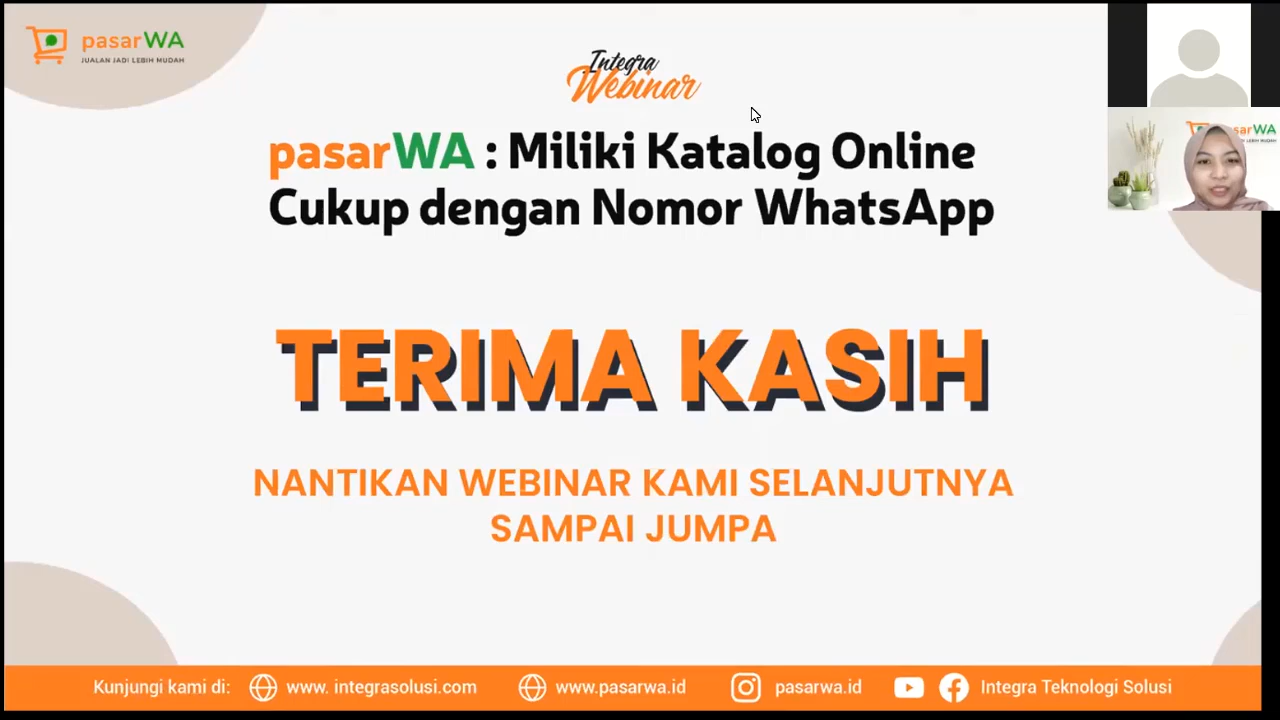 pasarWA
JUALAN JADI LEBIH MUDAH
Integra
Webinar
pasarWA : Miliki Katalog Online
Cukup dengan Nomor WhatsApp
TERIMA KASIH
NANTIKAN WEBINAR KAMI SELANJUTNYA
SAMPAI JUMPA
Kunjungi kami di: www. integrasolusi.com www.pasarwa.id pasarwa.id Integra Teknologi Solusi